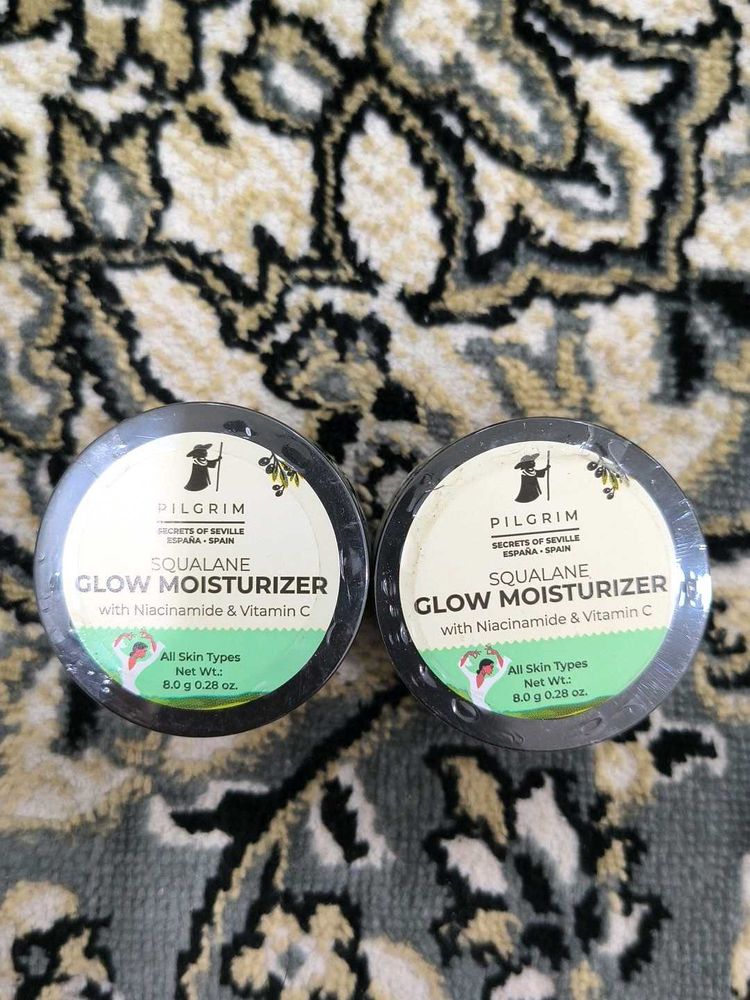 PILGRIM
SECRETS OF SEVILLE
ESPAÑA • SPAIN
SQUALANE
GLOW MOISTURIZER
with Niacinamide & Vitamin C
All Skin Types
Net Wt.:
8.0 g 0.28 oz.
PILGRIM
SECRETS OF SEVILLE
ESPAÑA • SPAIN
SQUALANE
GLOW MOISTURIZER
with Niacinamide & Vitamin C
All Skin Types
Net Wt.:
8.0 g 0.28 oz.